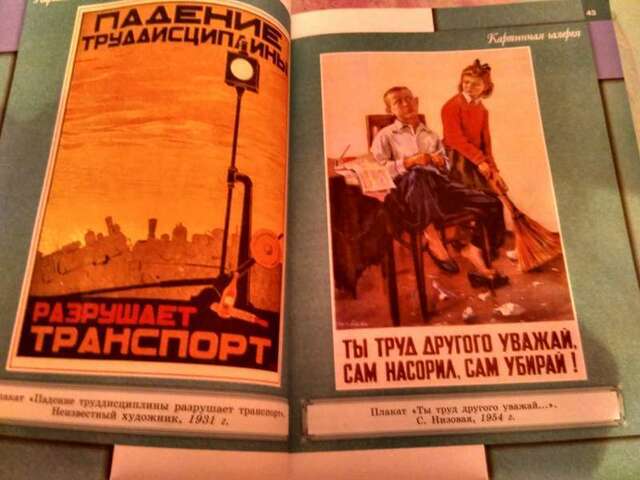 ПАДЕНИЕ
ТРУДДИСЦИПЛИНЫ
РАЗРУШАЕТ
ТРАНСПОРТ
лакат «Падение труддисциплины разрушает транспорт».
Неизвестный художник, 1931 г.
43
Картинная галерея
ТЫ ТРУД ДРУГОГО УВАЖАЙ,
САМ НАСОРИЛ, САМ УБИРАЙ!
Плакат «Ты труд другого уважай...».
С. Низовая, 1954 г.